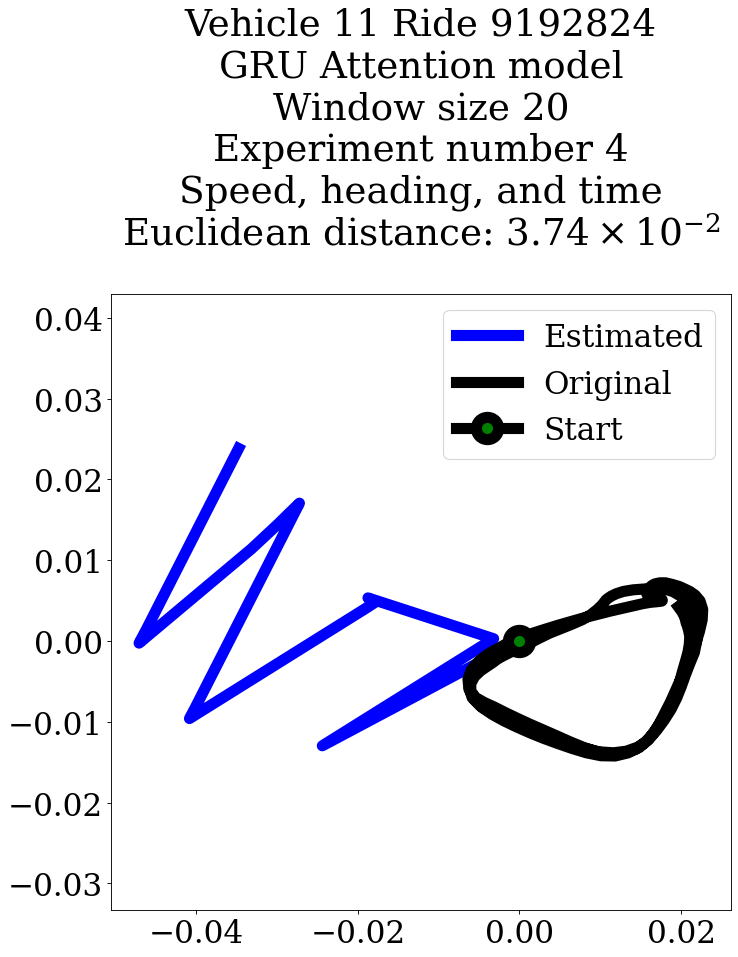 Vehicle 11 Ride 9192824
GRU Attention model
Window size 20
Experiment number 4
Speed, heading, and time
Euclidean distance: 3.74 × 10⁻²
Estimated
Original
Start
0.04
0.03
0.02
0.01
0.00
−0.01
−0.02
−0.03
−0.04 −0.02 0.00 0.02